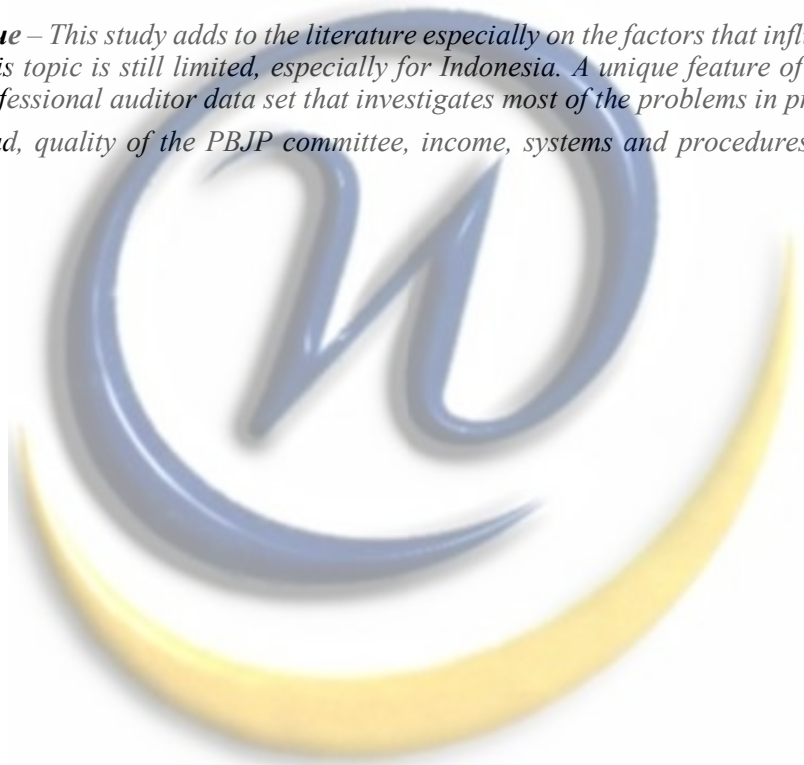 ue – This study adds to the literature especially on the factors that infl
is topic is still limited, especially for Indonesia. A unique feature of
fessional auditor data set that investigates most of the problems in pr
d, quality of the PBJP committee, income, systems and procedures